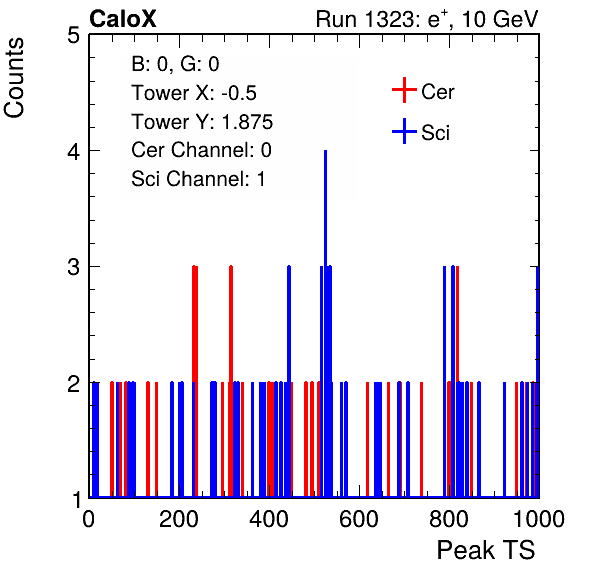 CaloX
Run 1323: e⁺, 10 GeV
Counts
5
4
3
2
1
B: 0, G: 0
Tower X: -0.5
Tower Y: 1.875
Cer Channel: 0
Sci Channel: 1
Cer
Sci
0 200 400 600 800 1000
Peak TS